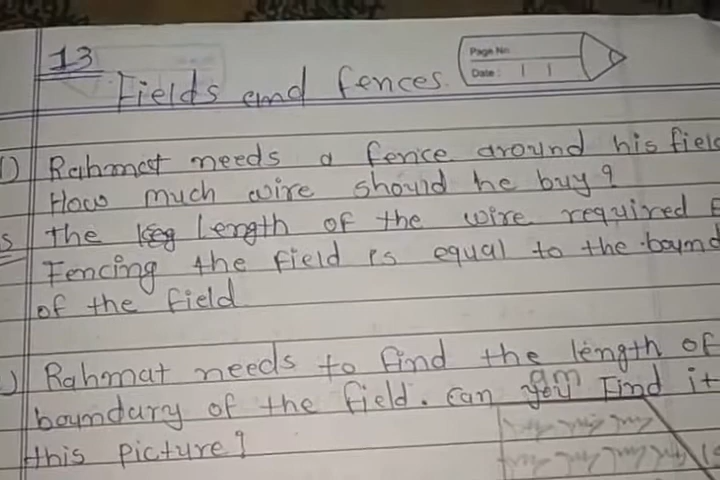 13
Page No:
Date:
Fields and fences.
1) Rahmat needs a fence around his field
How much wire should he buy?
s the Length of the wire required F
Fencing the field is equal to the bound
of the field
) Rahmat needs to find the length of
boundary of the field. can you Find it
this picture?